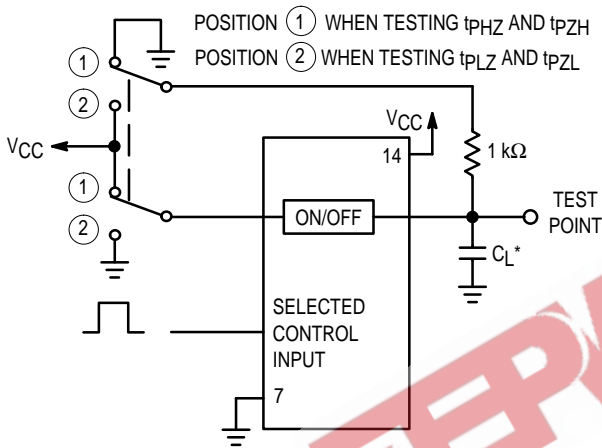 POSITION ① WHEN TESTING tPHZ AND tPZH
POSITION ② WHEN TESTING tPLZ AND tPZL
①
②
VCC
①
②
VCC
14
1 kΩ
ON/OFF
TEST
POINT
CL*
SELECTED
CONTROL
INPUT
7